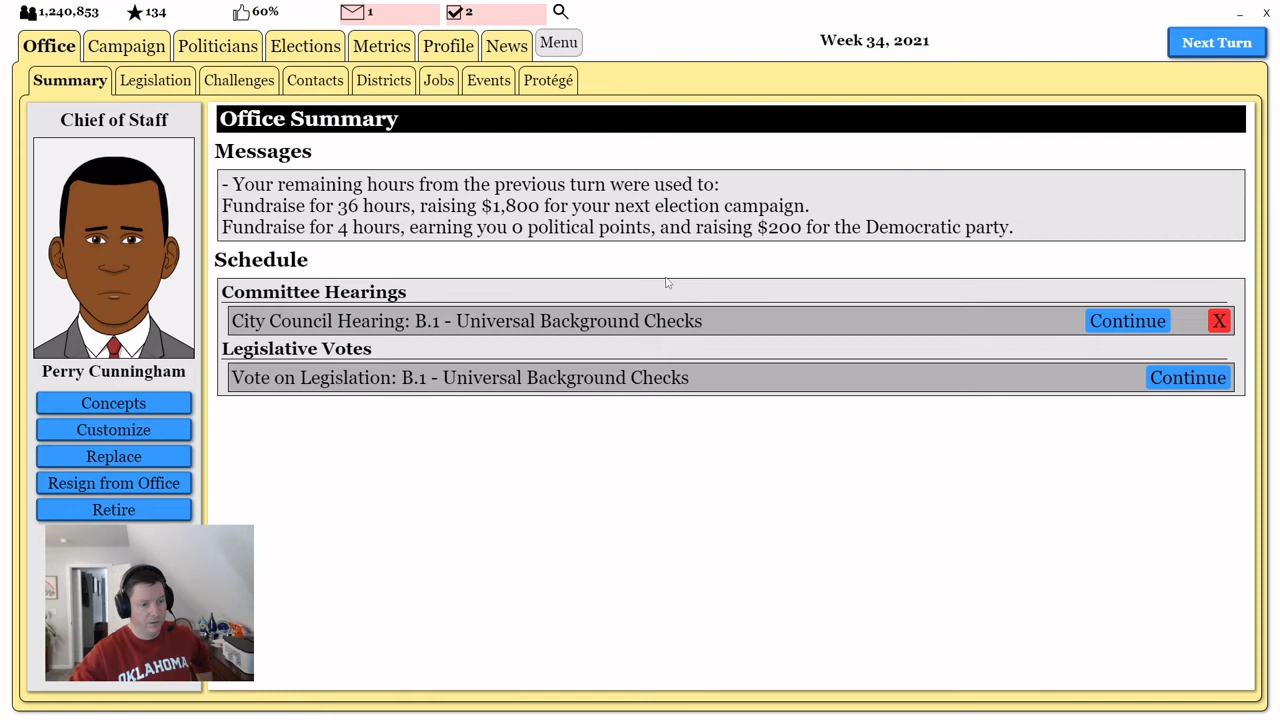 1,240,853 134 60% 1 2
_ X
Office Campaign Politicians Elections Metrics Profile News Menu Week 34, 2021 Next Turn
Summary Legislation Challenges Contacts Districts Jobs Events Protégé
Chief of Staff
Perry Cunningham
Concepts
Customize
Replace
Resign from Office
Retire
OKLAHOMA
Office Summary
Messages
- Your remaining hours from the previous turn were used to:
Fundraise for 36 hours, raising $1,800 for your next election campaign.
Fundraise for 4 hours, earning you 0 political points, and raising $200 for the Democratic party.
Schedule
Committee Hearings
City Council Hearing: B.1 - Universal Background Checks Continue X
Legislative Votes
Vote on Legislation: B.1 - Universal Background Checks Continue